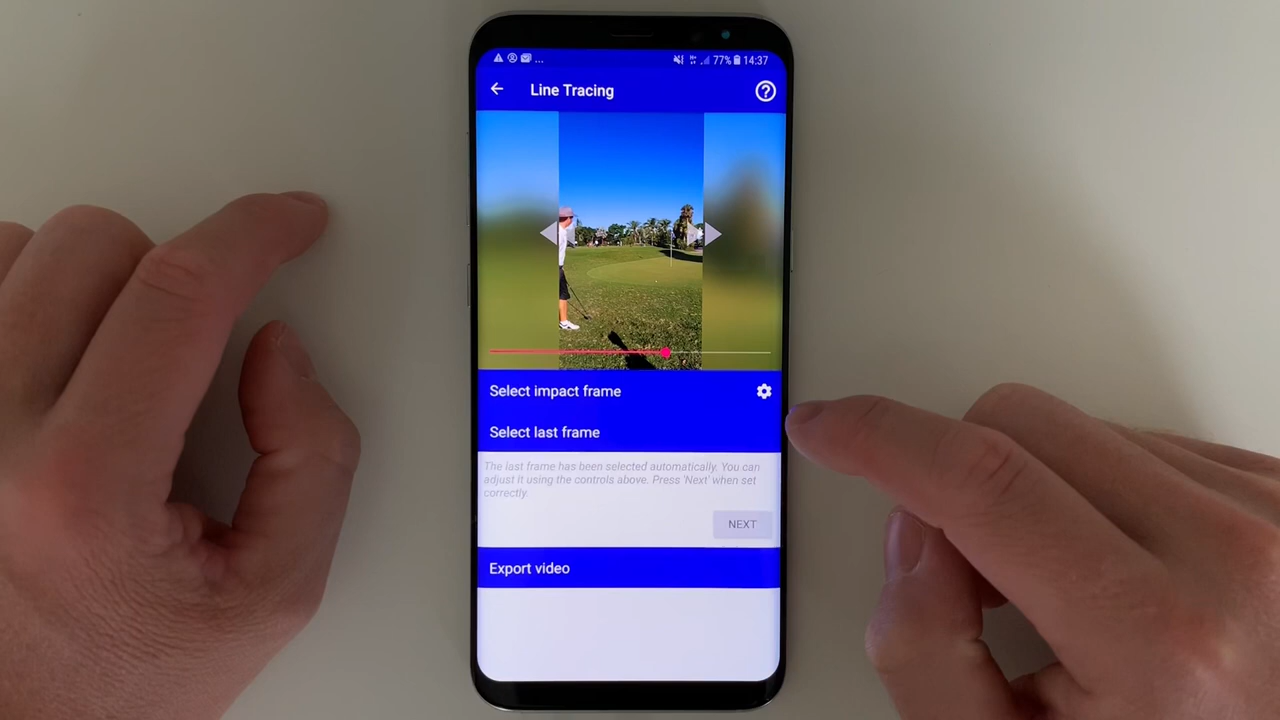 ... 77% 14:37
Line Tracing
Select impact frame
Select last frame
The last frame has been selected automatically. You can
adjust it using the controls above. Press 'Next' when set
correctly.
NEXT
Export video